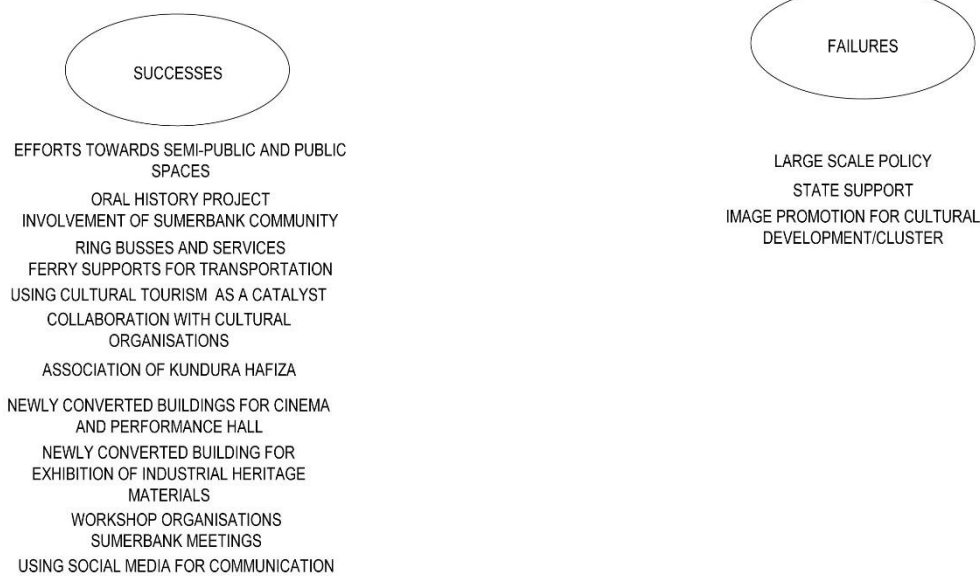 SUCCESSES
EFFORTS TOWARDS SEMI-PUBLIC AND PUBLIC
SPACES
ORAL HISTORY PROJECT
INVOLVEMENT OF SUMERBANK COMMUNITY
RING BUSSES AND SERVICES
FERRY SUPPORTS FOR TRANSPORTATION
USING CULTURAL TOURISM AS A CATALYST
COLLABORATION WITH CULTURAL
ORGANISATIONS
ASSOCIATION OF KUNDURA HAFIZA
NEWLY CONVERTED BUILDINGS FOR CINEMA
AND PERFORMANCE HALL
NEWLY CONVERTED BUILDING FOR
EXHIBITION OF INDUSTRIAL HERITAGE
MATERIALS
WORKSHOP ORGANISATIONS
SUMERBANK MEETINGS
USING SOCIAL MEDIA FOR COMMUNICATION
FAILURES
LARGE SCALE POLICY
STATE SUPPORT
IMAGE PROMOTION FOR CULTURAL
DEVELOPMENT/CLUSTER